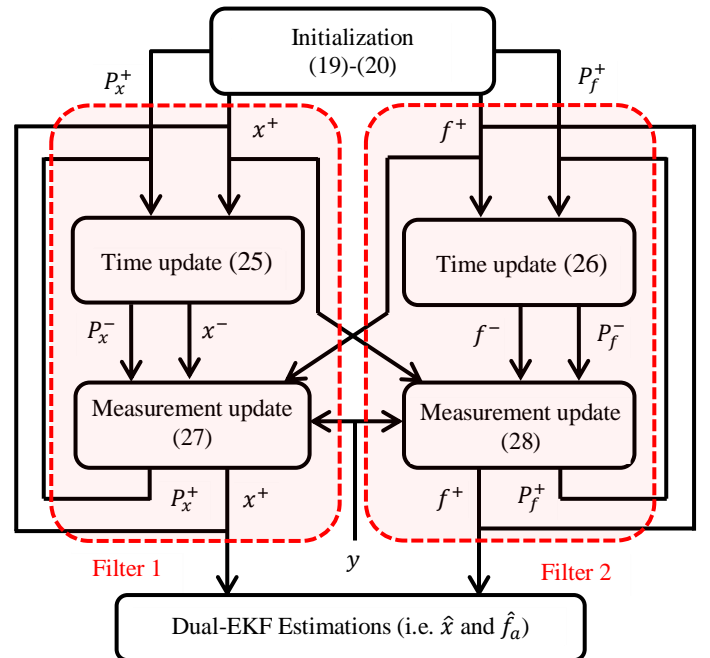 Initialization
(19)-(20)
P_x^+
P_f^+
x^+
f^+
Time update (25)
Time update (26)
P_x^-
x^-
f^-
P_f^-
Measurement update
(27)
Measurement update
(28)
P_x^+
x^+
f^+
P_f^+
y
Filter 1
Filter 2
Dual-EKF Estimations (i.e. x̂ and f̂_a)